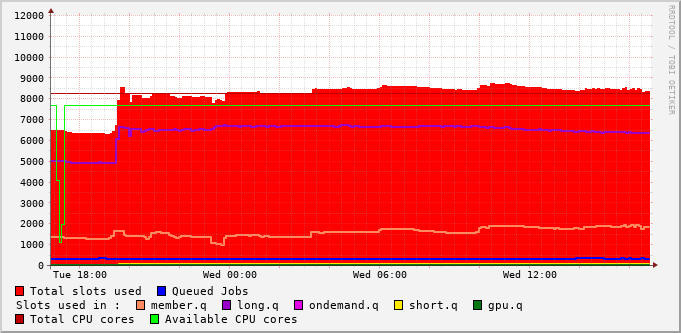 RRDTOOL / TOBI OETIKER
12000
11000
10000
9000
8000
7000
6000
5000
4000
3000
2000
1000
0
Tue 18:00 Wed 00:00 Wed 06:00 Wed 12:00
Total slots used Queued Jobs
Slots used in : member.q long.q ondemand.q short.q gpu.q
Total CPU cores Available CPU cores